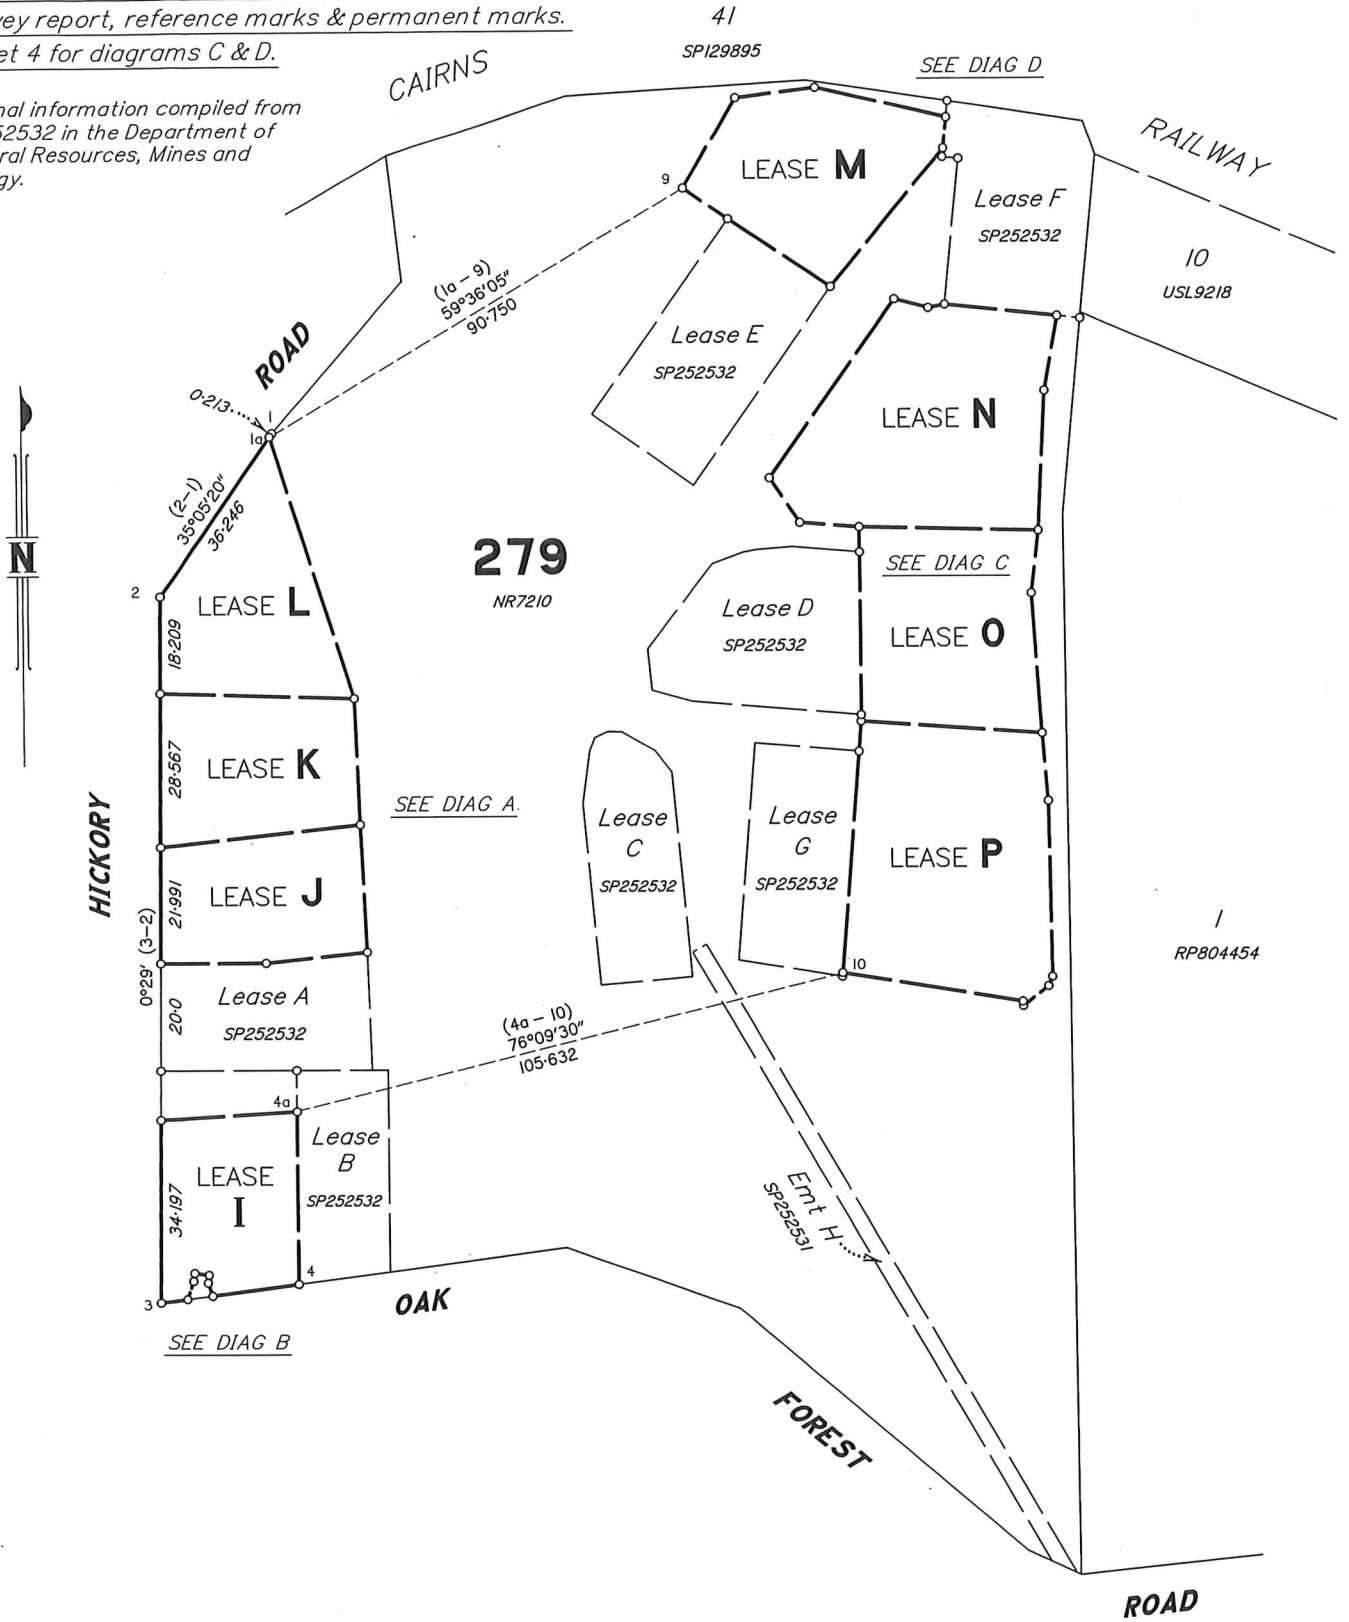 vey report, reference marks & permanent marks.
et 4 for diagrams C & D.
nal information compiled from
52532 in the Department of
ral Resources, Mines and
gy.
41
SP129895
CAIRNS
SEE DIAG D
RAILWAY
LEASE M
9
Lease F
SP252532
10
USL9218
(1a - 9)
59°36'05"
90·750
ROAD
Lease E
SP252532
0·213
1
1a
LEASE N
(2-1)
35°05'20"
36·246
N
279
NR7210
SEE DIAG C
2
LEASE L
18·209
Lease D
SP252532
LEASE O
28·567
LEASE K
SEE DIAG A.
HICKORY
Lease
C
SP252532
Lease
G
SP252532
LEASE P
21·991
LEASE J
0°29' (3-2)
1
RP804454
10
20·0
Lease A
SP252532
(4a - 10)
76°09'30"
105·632
4a
Lease
B
SP252532
LEASE
I
34·197
Emt H
SP252531
4
3
OAK
SEE DIAG B
FOREST
ROAD